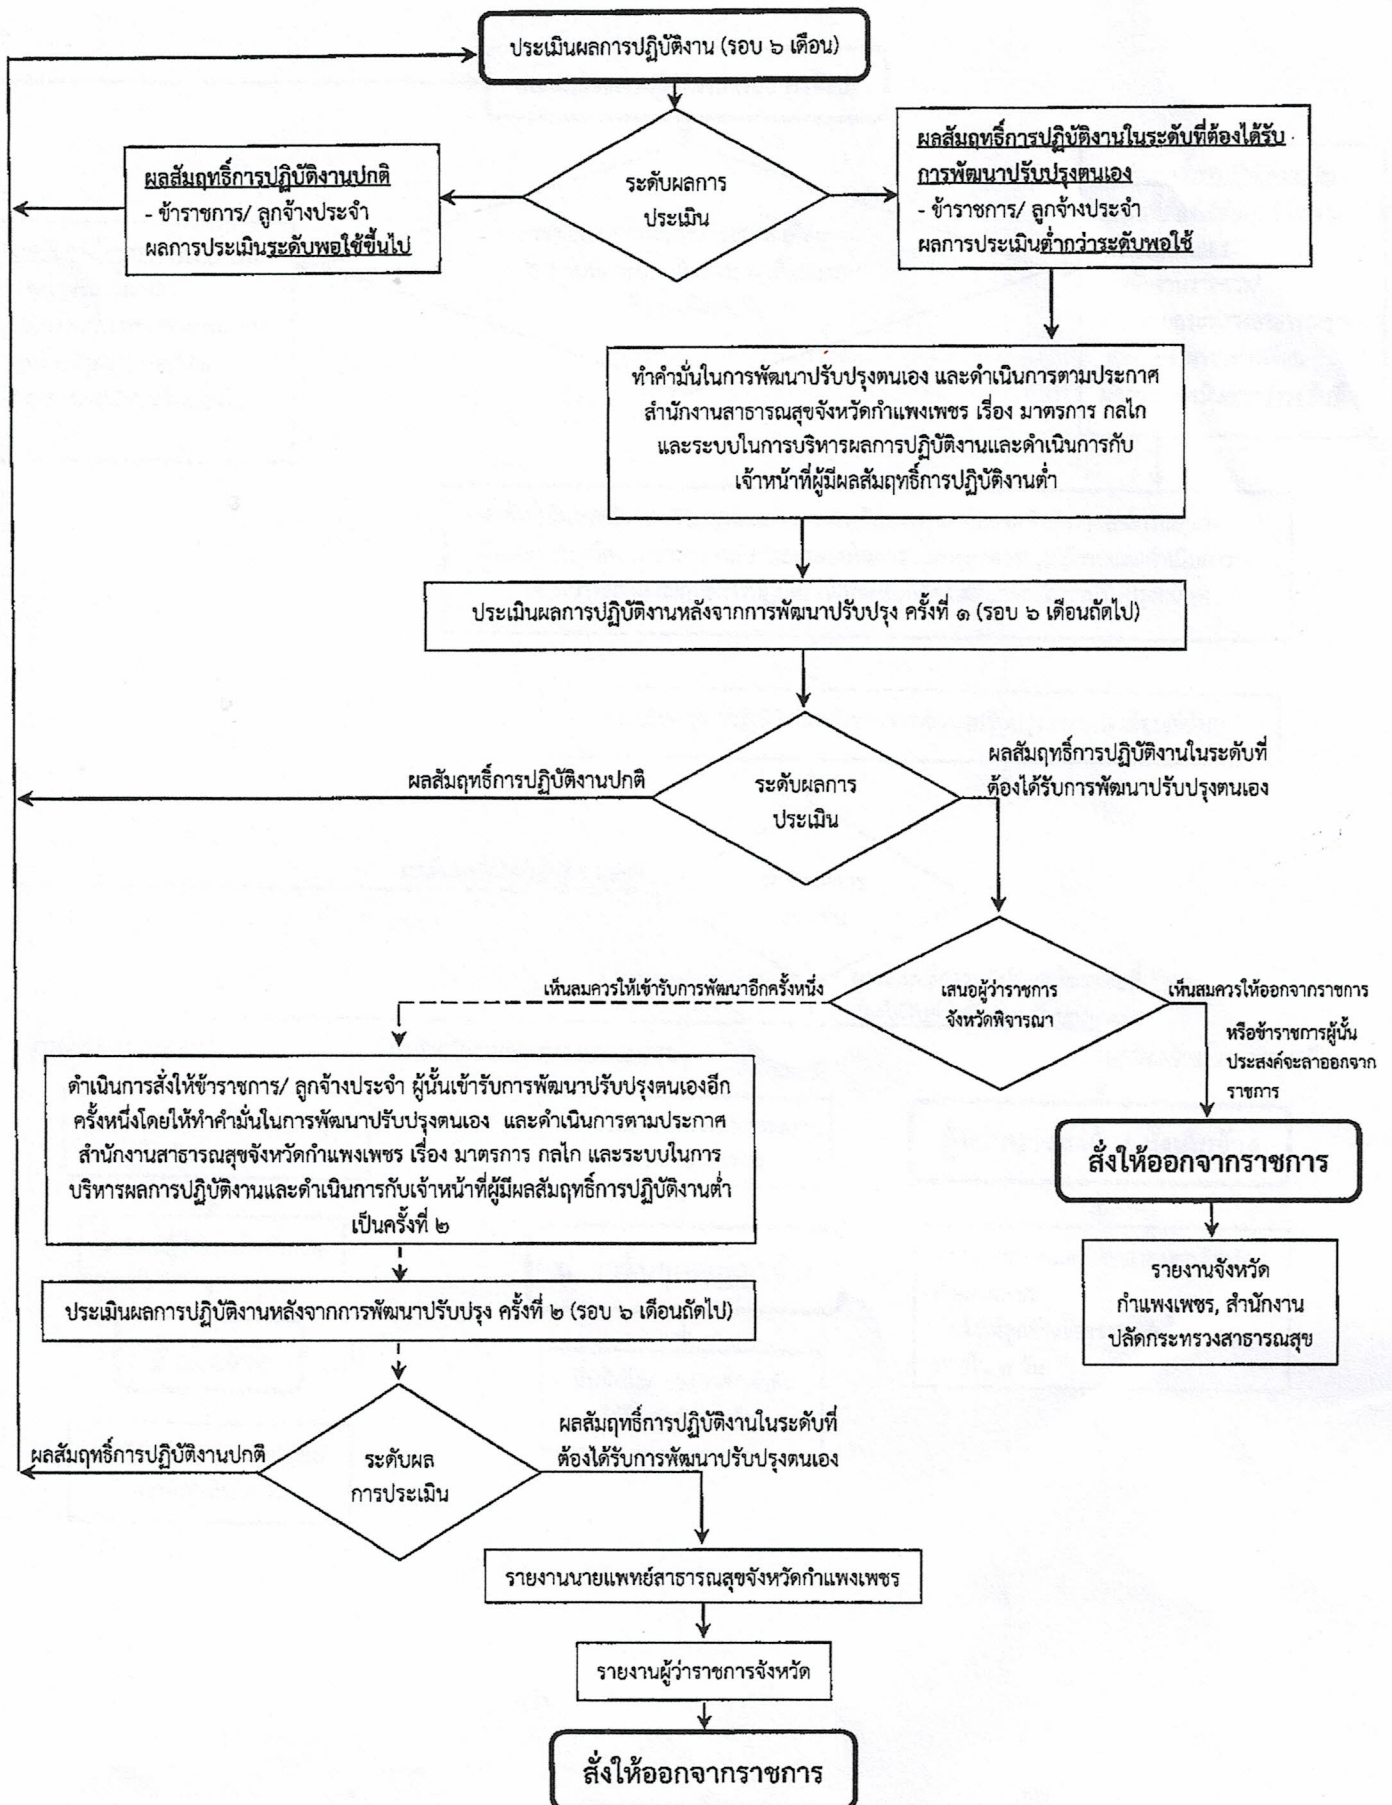 ประเมินผลการปฏิบัติงาน (รอบ ๖ เดือน)
ระดับผลการ
ประเมิน
ผลสัมฤทธิ์การปฏิบัติงานปกติ
- ข้าราชการ/ ลูกจ้างประจำ
ผลการประเมินระดับพอใช้ขึ้นไป
ผลสัมฤทธิ์การปฏิบัติงานในระดับที่ต้องได้รับ
การพัฒนาปรับปรุงตนเอง
- ข้าราชการ/ ลูกจ้างประจำ
ผลการประเมินต่ำกว่าระดับพอใช้
ทำคำมั่นในการพัฒนาปรับปรุงตนเอง และดำเนินการตามประกาศ
สำนักงานสาธารณสุขจังหวัดกำแพงเพชร เรื่อง มาตรการ กลไก
และระบบในการบริหารผลการปฏิบัติงานและดำเนินการกับ
เจ้าหน้าที่ผู้มีผลสัมฤทธิ์การปฏิบัติงานต่ำ
ประเมินผลการปฏิบัติงานหลังจากการพัฒนาปรับปรุง ครั้งที่ ๑ (รอบ ๖ เดือนถัดไป)
ผลสัมฤทธิ์การปฏิบัติงานปกติ
ระดับผลการ
ประเมิน
ผลสัมฤทธิ์การปฏิบัติงานในระดับที่
ต้องได้รับการพัฒนาปรับปรุงตนเอง
เห็นสมควรให้เข้ารับการพัฒนาอีกครั้งหนึ่ง
เสนอผู้ว่าราชการ
จังหวัดพิจารณา
เห็นสมควรให้ออกจากราชการ
หรือข้าราชการผู้นั้น
ประสงค์จะลาออกจาก
ราชการ
ดำเนินการสั่งให้ข้าราชการ/ ลูกจ้างประจำ ผู้นั้นเข้ารับการพัฒนาปรับปรุงตนเองอีก
ครั้งหนึ่งโดยให้ทำคำมั่นในการพัฒนาปรับปรุงตนเอง และดำเนินการตามประกาศ
สำนักงานสาธารณสุขจังหวัดกำแพงเพชร เรื่อง มาตรการ กลไก และระบบในการ
บริหารผลการปฏิบัติงานและดำเนินการกับเจ้าหน้าที่ผู้มีผลสัมฤทธิ์การปฏิบัติงานต่ำ
เป็นครั้งที่ ๒
สั่งให้ออกจากราชการ
รายงานจังหวัด
กำแพงเพชร, สำนักงาน
ปลัดกระทรวงสาธารณสุข
ประเมินผลการปฏิบัติงานหลังจากการพัฒนาปรับปรุง ครั้งที่ ๒ (รอบ ๖ เดือนถัดไป)
ผลสัมฤทธิ์การปฏิบัติงานปกติ
ระดับผล
การประเมิน
ผลสัมฤทธิ์การปฏิบัติงานในระดับที่
ต้องได้รับการพัฒนาปรับปรุงตนเอง
รายงานนายแพทย์สาธารณสุขจังหวัดกำแพงเพชร
รายงานผู้ว่าราชการจังหวัด
สั่งให้ออกจากราชการ